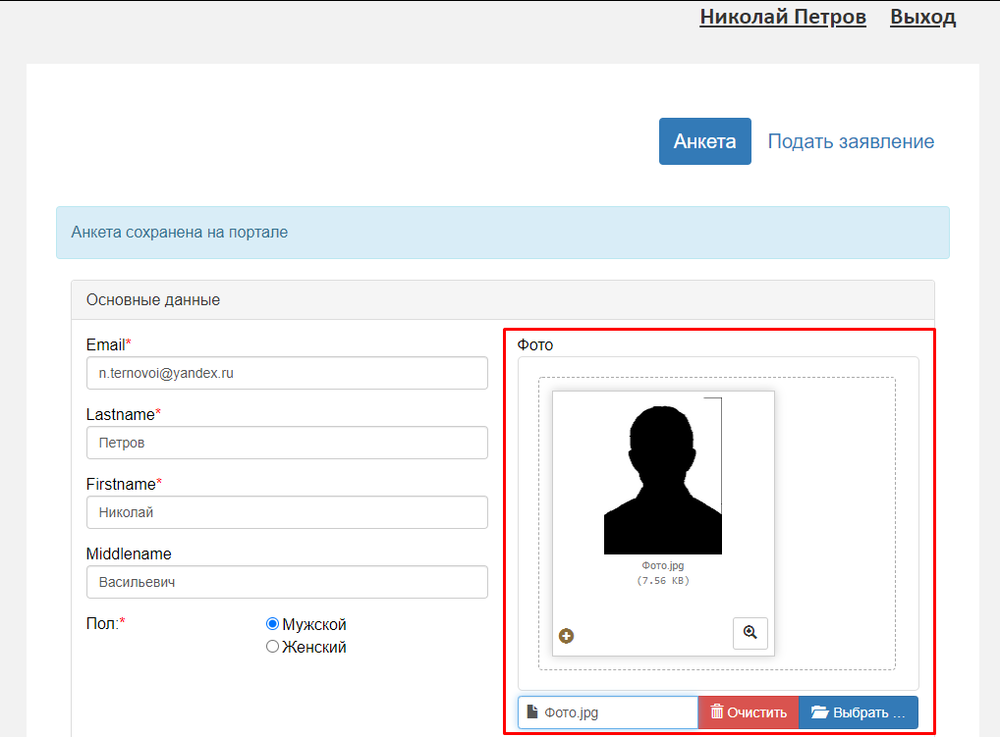 Николай Петров Выход
Анкета Подать заявление
Анкета сохранена на портале
Основные данные
Email*
n.ternovoi@yandex.ru
Lastname*
Петров
Firstname*
Николай
Middlename
Васильевич
Пол:* Мужской
Женский
Фото
Фото.jpg
(7.56 KB)
Фото.jpg Очистить Выбрать ...